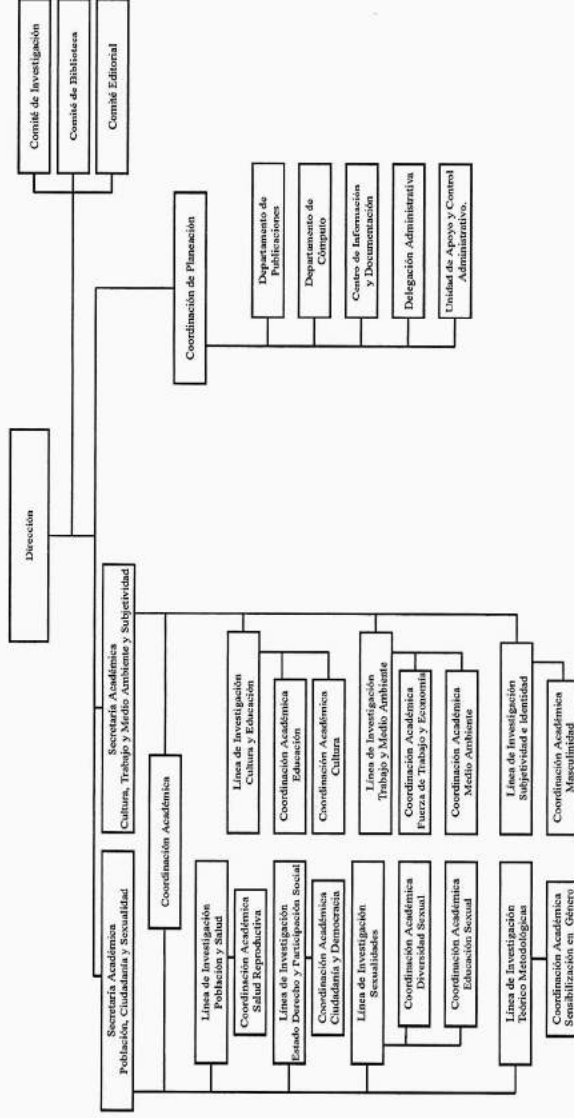 Dirección
Comité de Investigación
Comité de Biblioteca
Comité Editorial
Secretaría Académica
Población, Ciudadanía y Sexualidad
Secretaría Académica
Cultura, Trabajo y Medio Ambiente y Subjetividad
Coordinación Académica
Línea de Investigación
Población y Salud
Coordinación Académica
Salud Reproductiva
Línea de Investigación
Estado Derecho y Participación Social
Coordinación Académica
Ciudadanía y Democracia
Línea de Investigación
Sexualidades
Coordinación Académica
Diversidad Sexual
Coordinación Académica
Educación Sexual
Línea de Investigación
Teórico Metodológicas
Coordinación Académica
Sensibilización en Género
Línea de Investigación
Cultura y Educación
Coordinación Académica
Educación
Coordinación Académica
Cultura
Línea de Investigación
Trabajo y Medio Ambiente
Coordinación Académica
Fuerza de Trabajo y Economía
Coordinación Académica
Medio Ambiente
Línea de Investigación
Subjetividad e Identidad
Coordinación Académica
Masculinidad
Coordinación de Planeación
Departamento de
Publicaciones
Departamento de
Cómputo
Centro de Información
y Documentación
Delegación Administrativa
Unidad de Apoyo y Control
Administrativo.